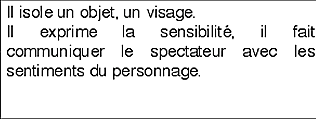 Il isole un objet, un visage.
Il exprime la sensibilité, il fait
communiquer le spectateur avec les
sentiments du personnage.